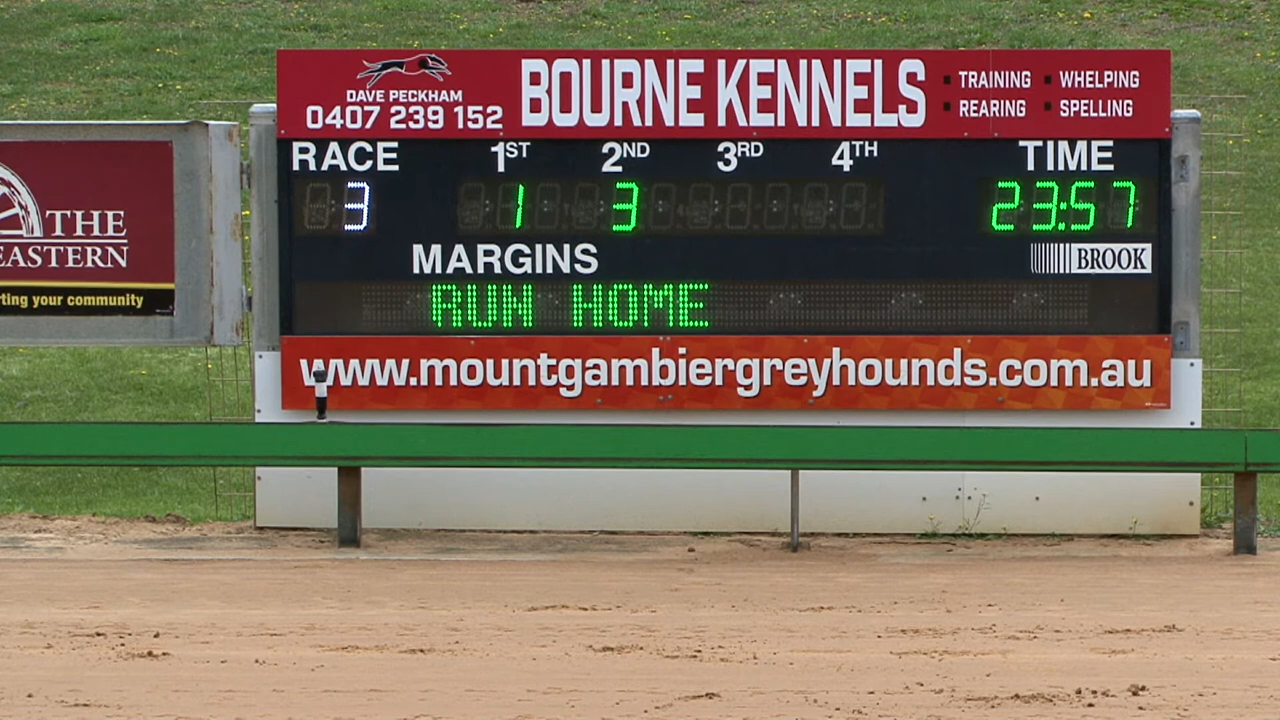 DAVE PECKHAM
0407 239 152
BOURNE KENNELS
TRAINING
WHELPING
REARING
SPELLING
RACE 1ST 2ND 3RD 4TH TIME
3 1 3 23:57
MARGINS
BROOK
RUN HOME
www.mountgambiergreyhounds.com.au
THE
EASTERN
rting your community